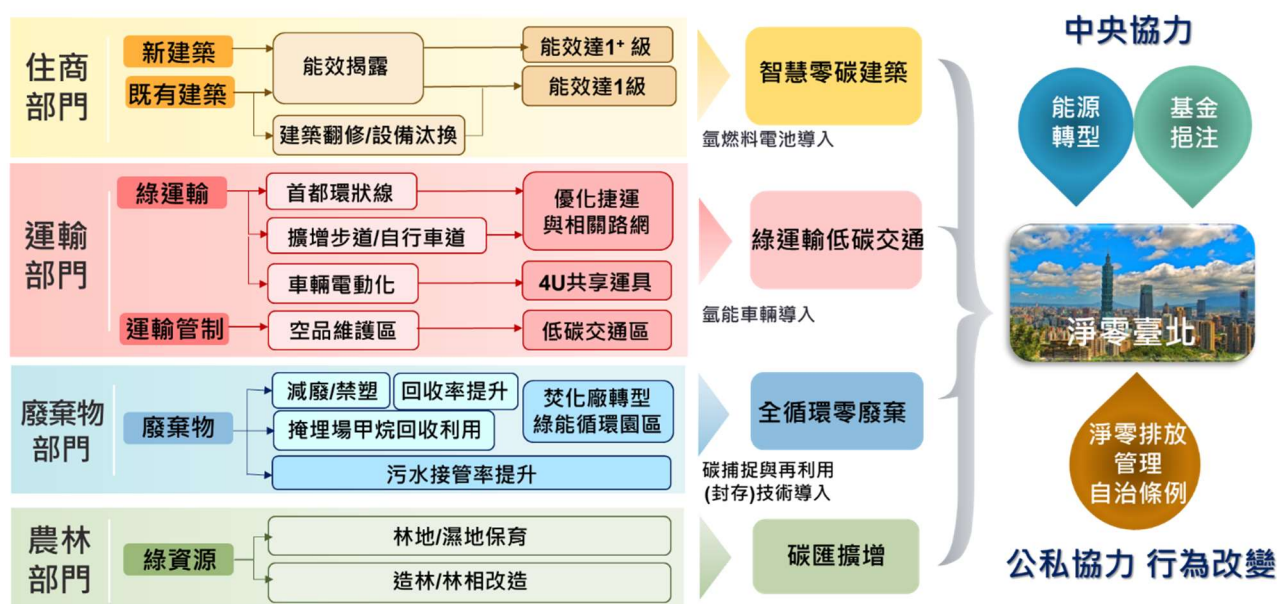 住商
部門
新建築
既有建築
能效揭露
建築翻修/設備汰換
能效達1⁺ 級
能效達1級
智慧零碳建築
氫燃料電池導入
運輸
部門
綠運輸
運輸管制
首都環狀線
擴增步道/自行車道
車輛電動化
空品維護區
優化捷運
與相關路網
4U共享運具
低碳交通區
綠運輸低碳交通
氫能車輛導入
廢棄物
部門
廢棄物
減廢/禁塑
回收率提升
掩埋場甲烷回收利用
焚化廠轉型
綠能循環園區
污水接管率提升
全循環零廢棄
碳捕捉與再利用
(封存)技術導入
農林
部門
綠資源
林地/濕地保育
造林/林相改造
碳匯擴增
中央協力
能源
轉型
基金
挹注
淨零臺北
淨零排放
管理
自治條例
公私協力 行為改變